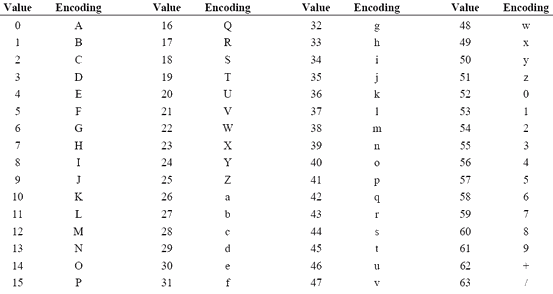 Value Encoding Value Encoding Value Encoding Value Encoding
0 A 16 Q 32 g 48 w
1 B 17 R 33 h 49 x
2 C 18 S 34 i 50 y
3 D 19 T 35 j 51 z
4 E 20 U 36 k 52 0
5 F 21 V 37 l 53 1
6 G 22 W 38 m 54 2
7 H 23 X 39 n 55 3
8 I 24 Y 40 o 56 4
9 J 25 Z 41 p 57 5
10 K 26 a 42 q 58 6
11 L 27 b 43 r 59 7
12 M 28 c 44 s 60 8
13 N 29 d 45 t 61 9
14 O 30 e 46 u 62 +
15 P 31 f 47 v 63 /